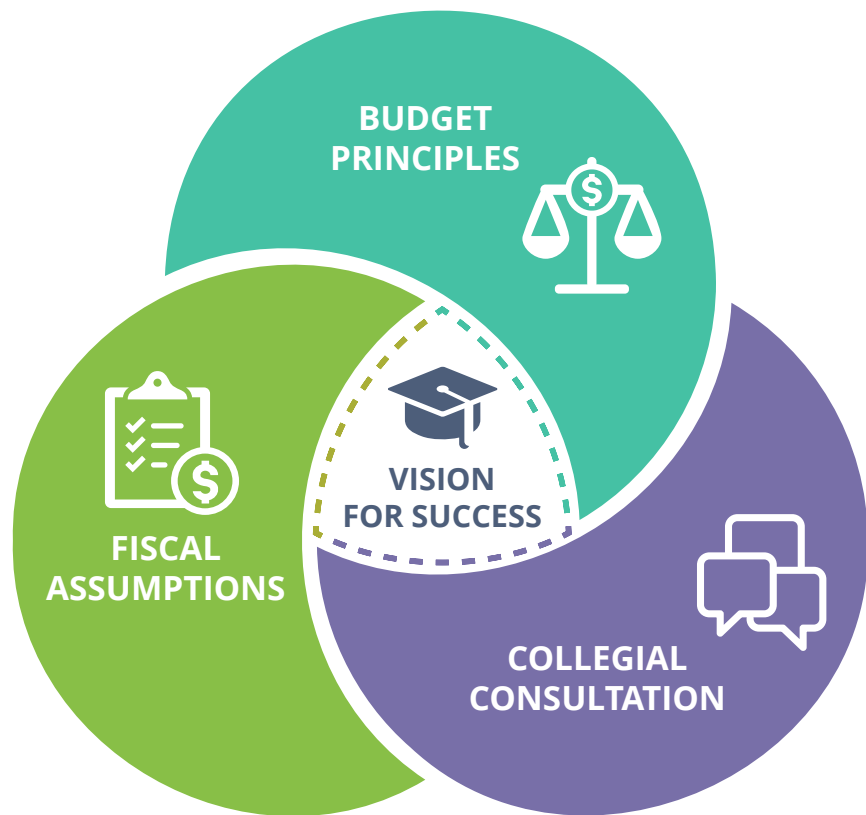 BUDGET
PRINCIPLES
$
VISION
FOR SUCCESS
$
FISCAL
ASSUMPTIONS
COLLEGIAL
CONSULTATION